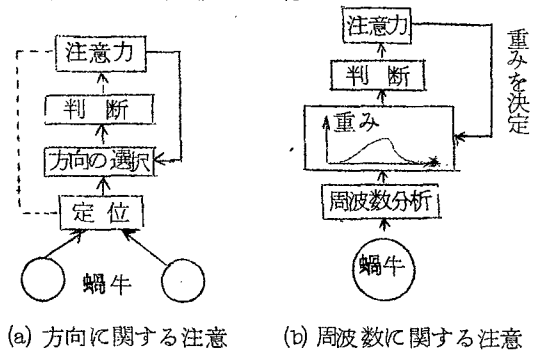 注意力
判断
方向の選択
定位
蝸牛
(a) 方向に関する注意
注意力
判断
重み
周波数分析
蝸牛
重みを決定
(b) 周波数に関する注意